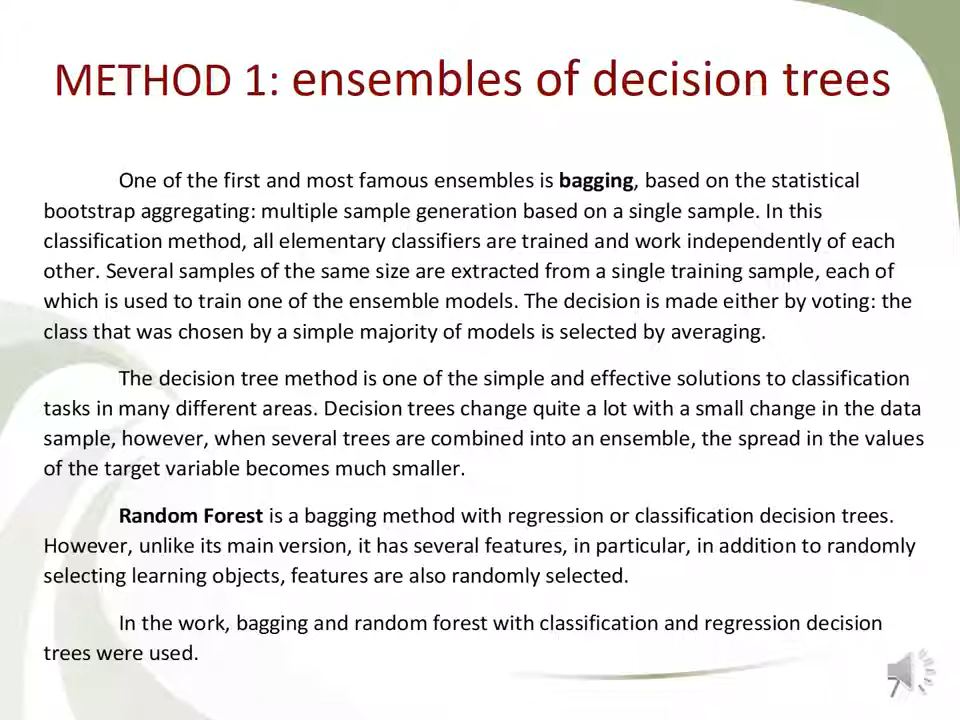 METHOD 1: ensembles of decision trees
One of the first and most famous ensembles is bagging, based on the statistical
bootstrap aggregating: multiple sample generation based on a single sample. In this
classification method, all elementary classifiers are trained and work independently of each
other. Several samples of the same size are extracted from a single training sample, each of
which is used to train one of the ensemble models. The decision is made either by voting: the
class that was chosen by a simple majority of models is selected by averaging.
The decision tree method is one of the simple and effective solutions to classification
tasks in many different areas. Decision trees change quite a lot with a small change in the data
sample, however, when several trees are combined into an ensemble, the spread in the values
of the target variable becomes much smaller.
Random Forest is a bagging method with regression or classification decision trees.
However, unlike its main version, it has several features, in particular, in addition to randomly
selecting learning objects, features are also randomly selected.
In the work, bagging and random forest with classification and regression decision
trees were used.
7